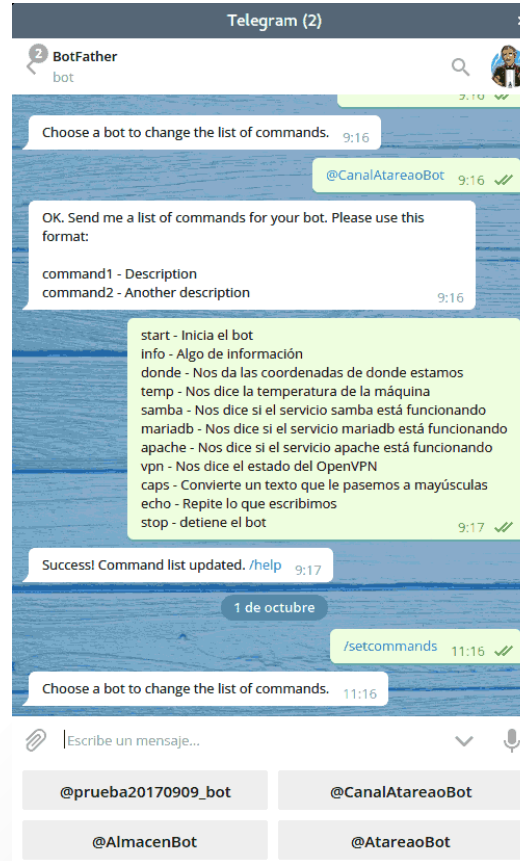 Telegram (2)
2
BotFather
bot
9:16
Choose a bot to change the list of commands. 9:16
@CanalAtareaoBot 9:16
OK. Send me a list of commands for your bot. Please use this
format:
command1 - Description
command2 - Another description
9:16
start - Inicia el bot
info - Algo de información
donde - Nos da las coordenadas de donde estamos
temp - Nos dice la temperatura de la máquina
samba - Nos dice si el servicio samba está funcionando
mariadb - Nos dice si el servicio mariadb está funcionando
apache - Nos dice si el servicio apache está funcionando
vpn - Nos dice el estado del OpenVPN
caps - Convierte un texto que le pasemos a mayúsculas
echo - Repite lo que escribimos
stop - detiene el bot
9:17
Success! Command list updated. /help 9:17
1 de octubre
/setcommands 11:16
Choose a bot to change the list of commands. 11:16
Escribe un mensaje...
@prueba20170909_bot @CanalAtareaoBot
@AlmacenBot @AtareaoBot